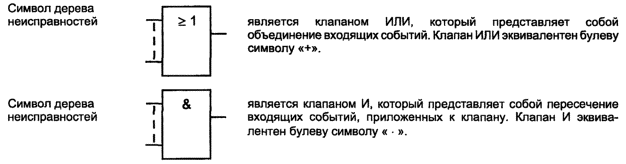 Символ дерева
неисправностей
≥ 1
является клапаном ИЛИ, который представляет собой
объединение входящих событий. Клапан ИЛИ эквивалентен булеву
символу «+».
Символ дерева
неисправностей
&
является клапаном И, который представляет собой пересечение
входящих событий, приложенных к клапану. Клапан И эквива-
лентен булеву символу « · ».